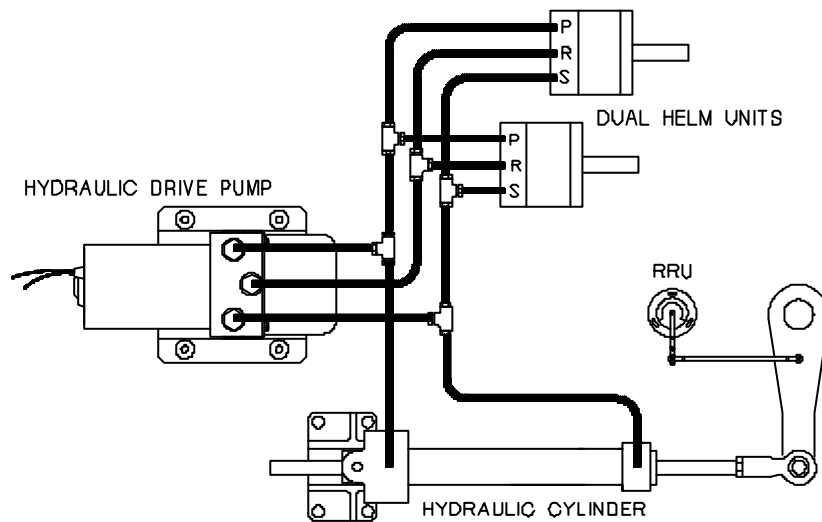 P
R
S
DUAL HELM UNITS
P
R
S
HYDRAULIC DRIVE PUMP
RRU
HYDRAULIC CYLINDER